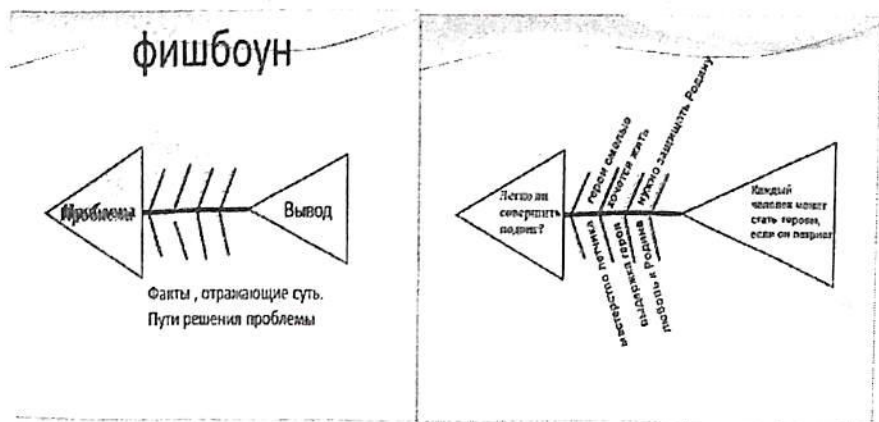 фишбоун
Проблема
Вывод
Факты , отражающие суть.
Пути решения проблемы
Легко ли
совершить
подвиг?
герои смелые
хочется жить
нужно защищать Родину
мастерство летчика
выдержка героя
любовь к Родине
Каждый
человек может
стать героем,
если он патриот